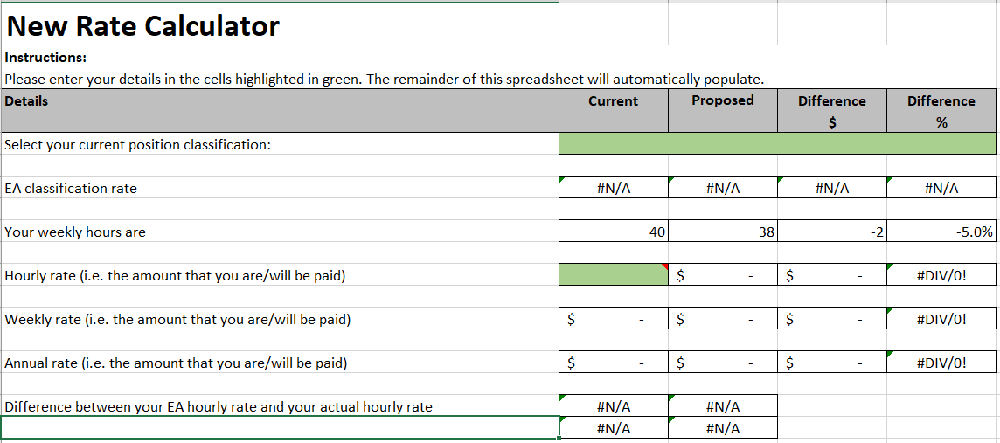 New Rate Calculator
Instructions:
Please enter your details in the cells highlighted in green. The remainder of this spreadsheet will automatically populate.
Details Current Proposed Difference $ Difference %
Select your current position classification:
EA classification rate #N/A #N/A #N/A #N/A
Your weekly hours are 40 38 -2 -5.0%
Hourly rate (i.e. the amount that you are/will be paid) $ - $ - #DIV/0!
Weekly rate (i.e. the amount that you are/will be paid) $ - $ - $ - #DIV/0!
Annual rate (i.e. the amount that you are/will be paid) $ - $ - $ - #DIV/0!
Difference between your EA hourly rate and your actual hourly rate #N/A #N/A
#N/A #N/A